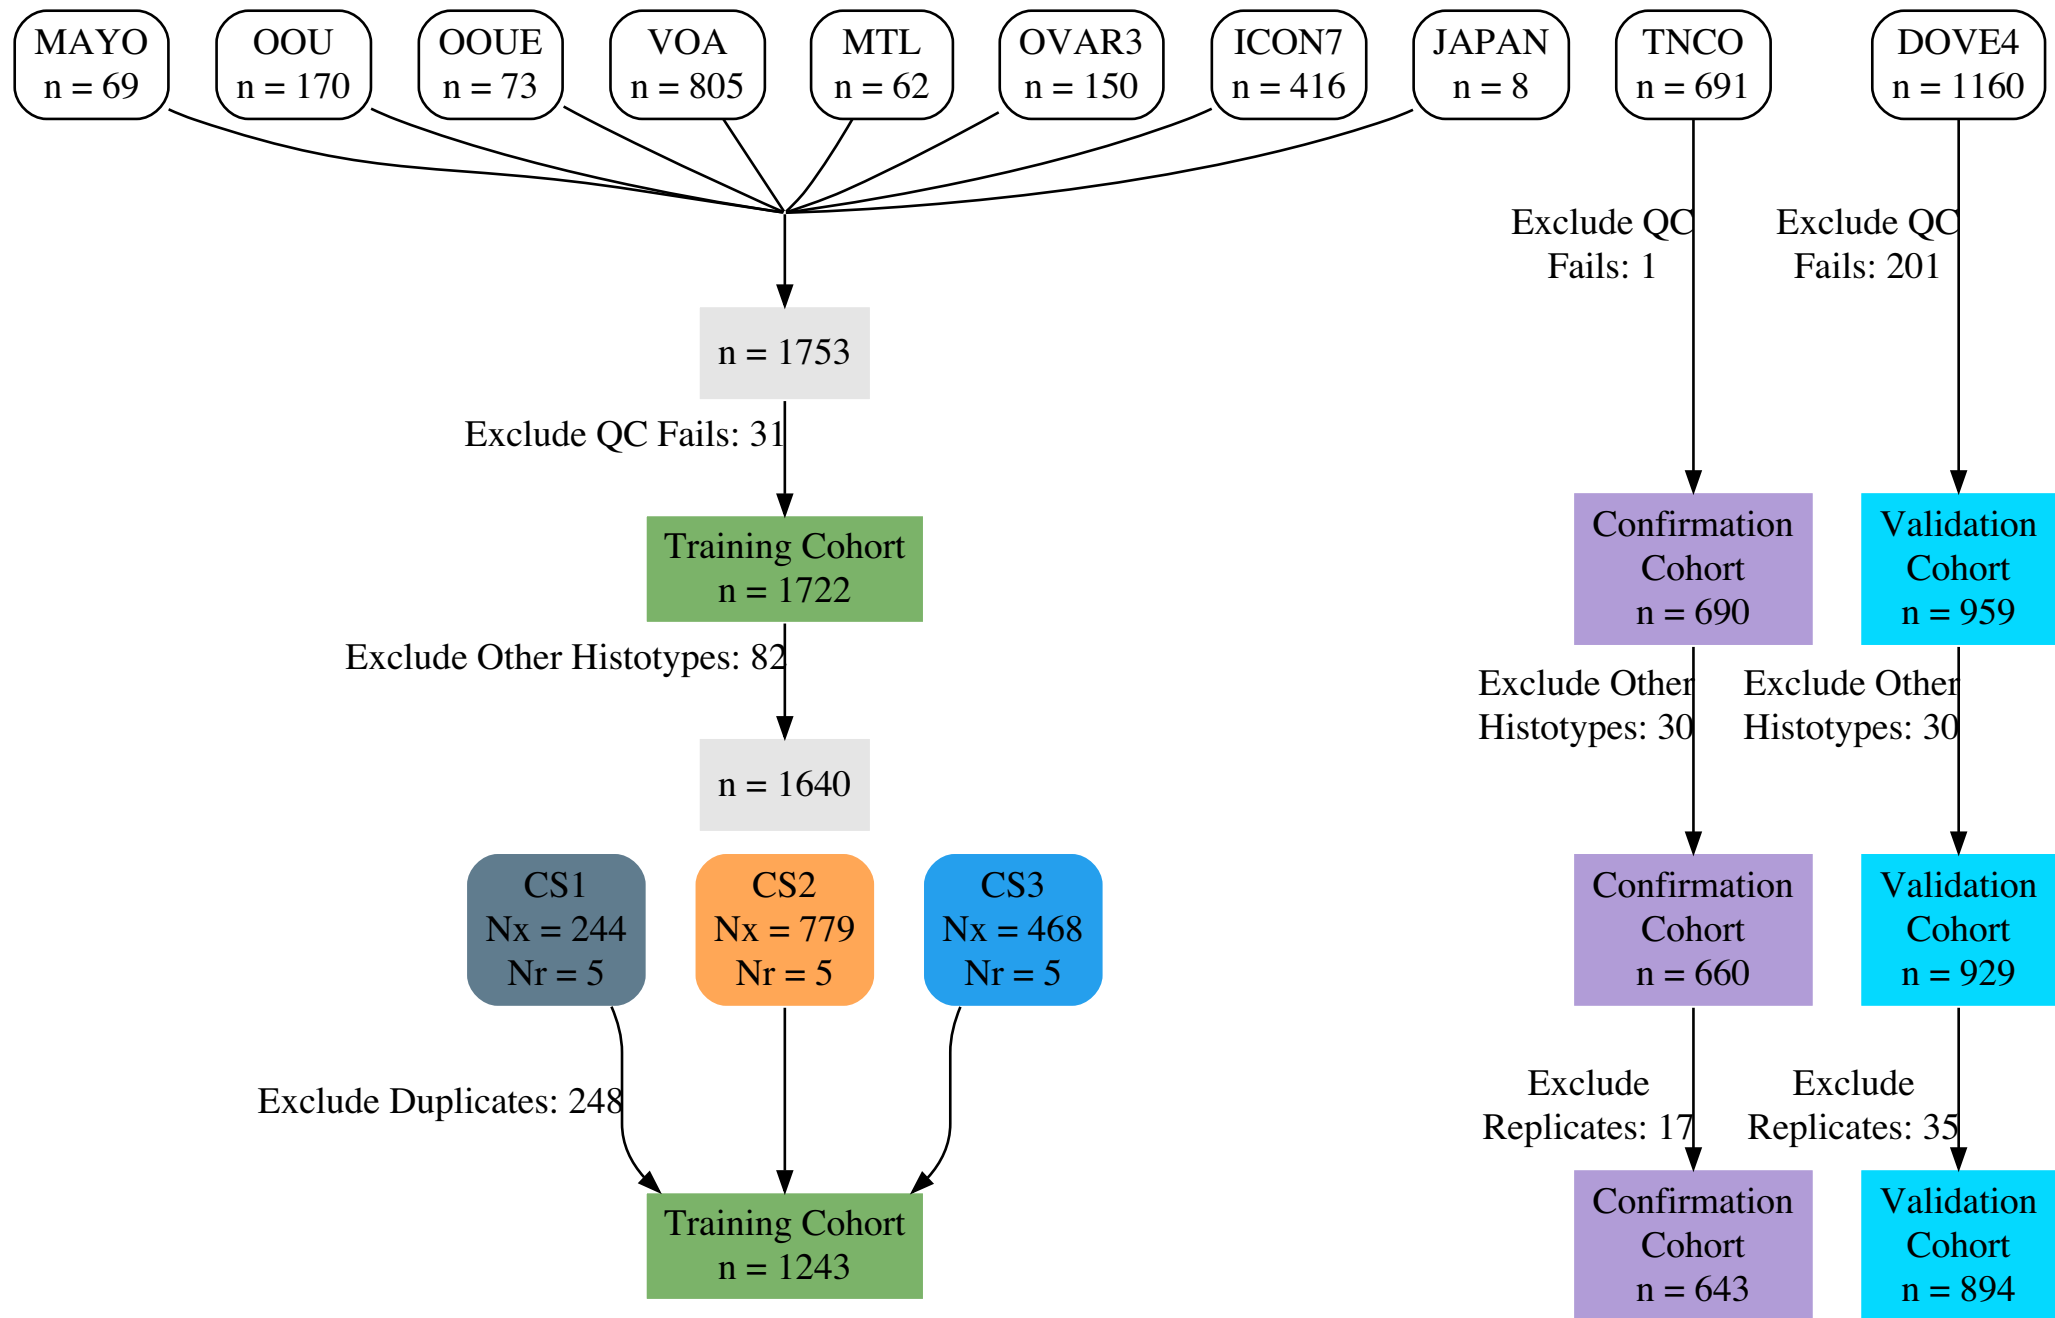 MAYO
n = 69
OOU
n = 170
OOUE
n = 73
VOA
n = 805
MTL
n = 62
OVAR3
n = 150
ICON7
n = 416
JAPAN
n = 8
TNCO
n = 691
DOVE4
n = 1160
Exclude QC
Fails: 1
Exclude QC
Fails: 201
n = 1753
Exclude QC Fails: 31
Training Cohort
n = 1722
Confirmation
Cohort
n = 690
Validation
Cohort
n = 959
Exclude Other Histotypes: 82
Exclude Other
Histotypes: 30
Exclude Other
Histotypes: 30
n = 1640
CS1
Nx = 244
Nr = 5
CS2
Nx = 779
Nr = 5
CS3
Nx = 468
Nr = 5
Confirmation
Cohort
n = 660
Validation
Cohort
n = 929
Exclude Duplicates: 248
Exclude
Replicates: 17
Exclude
Replicates: 35
Training Cohort
n = 1243
Confirmation
Cohort
n = 643
Validation
Cohort
n = 894